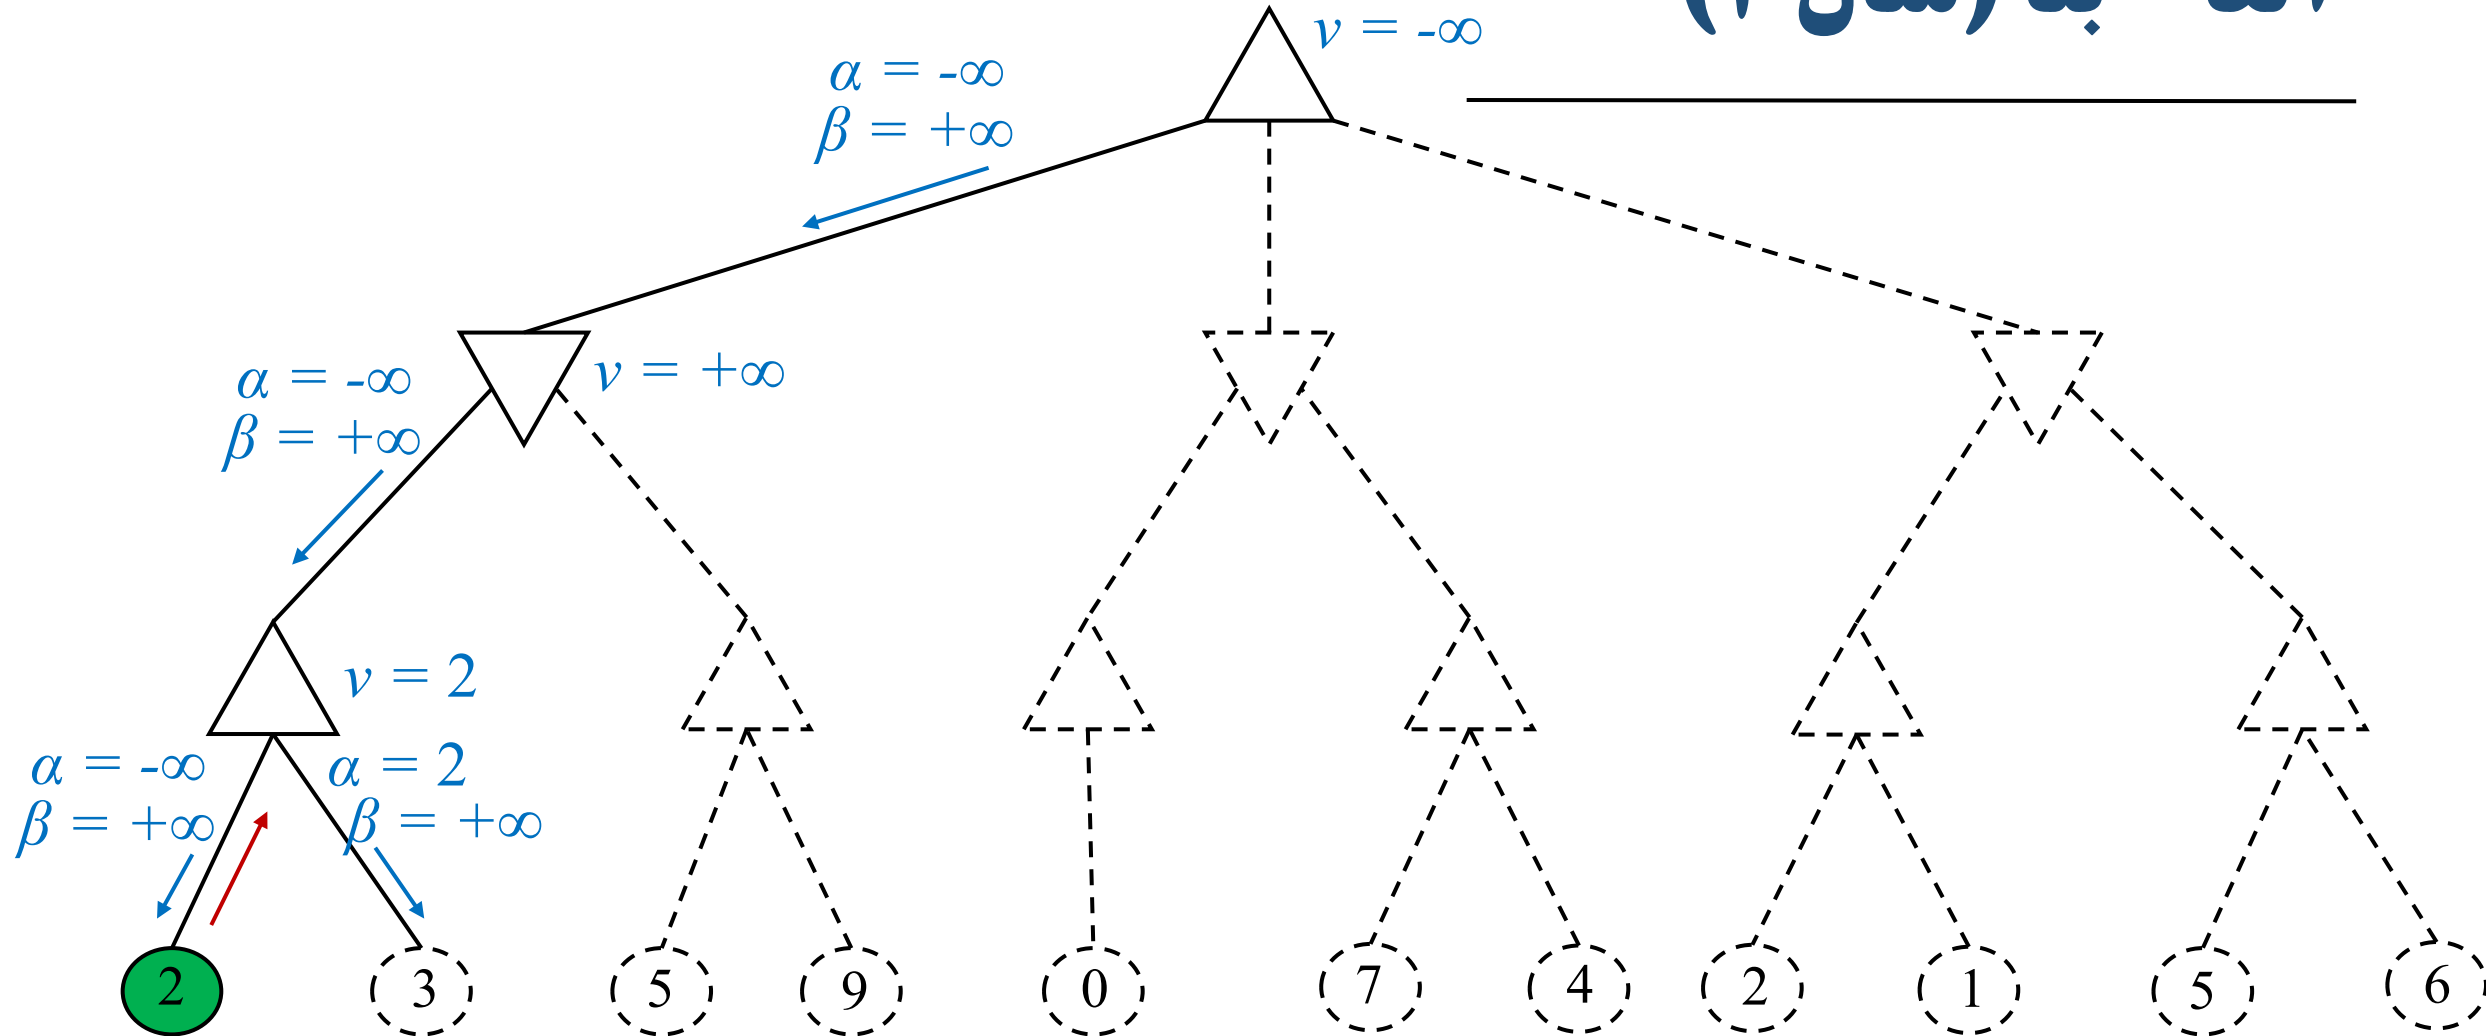 v = -∞
α = -∞
β = +∞
v = +∞
α = -∞
β = +∞
v = 2
α = -∞
β = +∞
α = 2
β = +∞
2 3 5 9 0 7 4 2 1 5 6